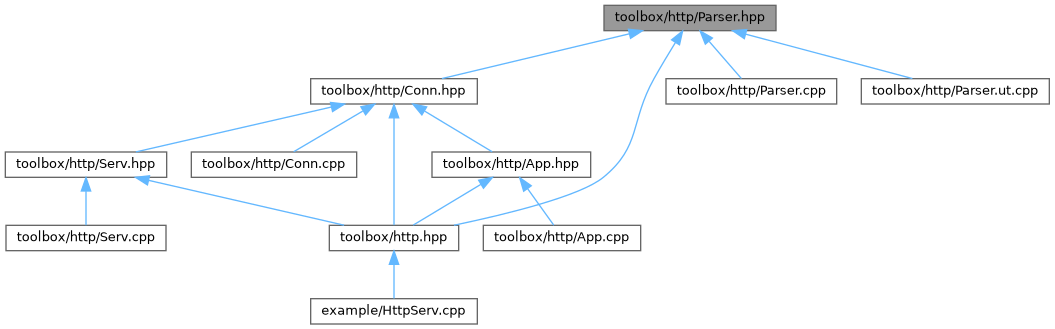 toolbox/http/Parser.hpp
toolbox/http/Conn.hpp
toolbox/http/Parser.cpp
toolbox/http/Parser.ut.cpp
toolbox/http/Serv.hpp
toolbox/http/Conn.cpp
toolbox/http/App.hpp
toolbox/http/Serv.cpp
toolbox/http.hpp
toolbox/http/App.cpp
example/HttpServ.cpp